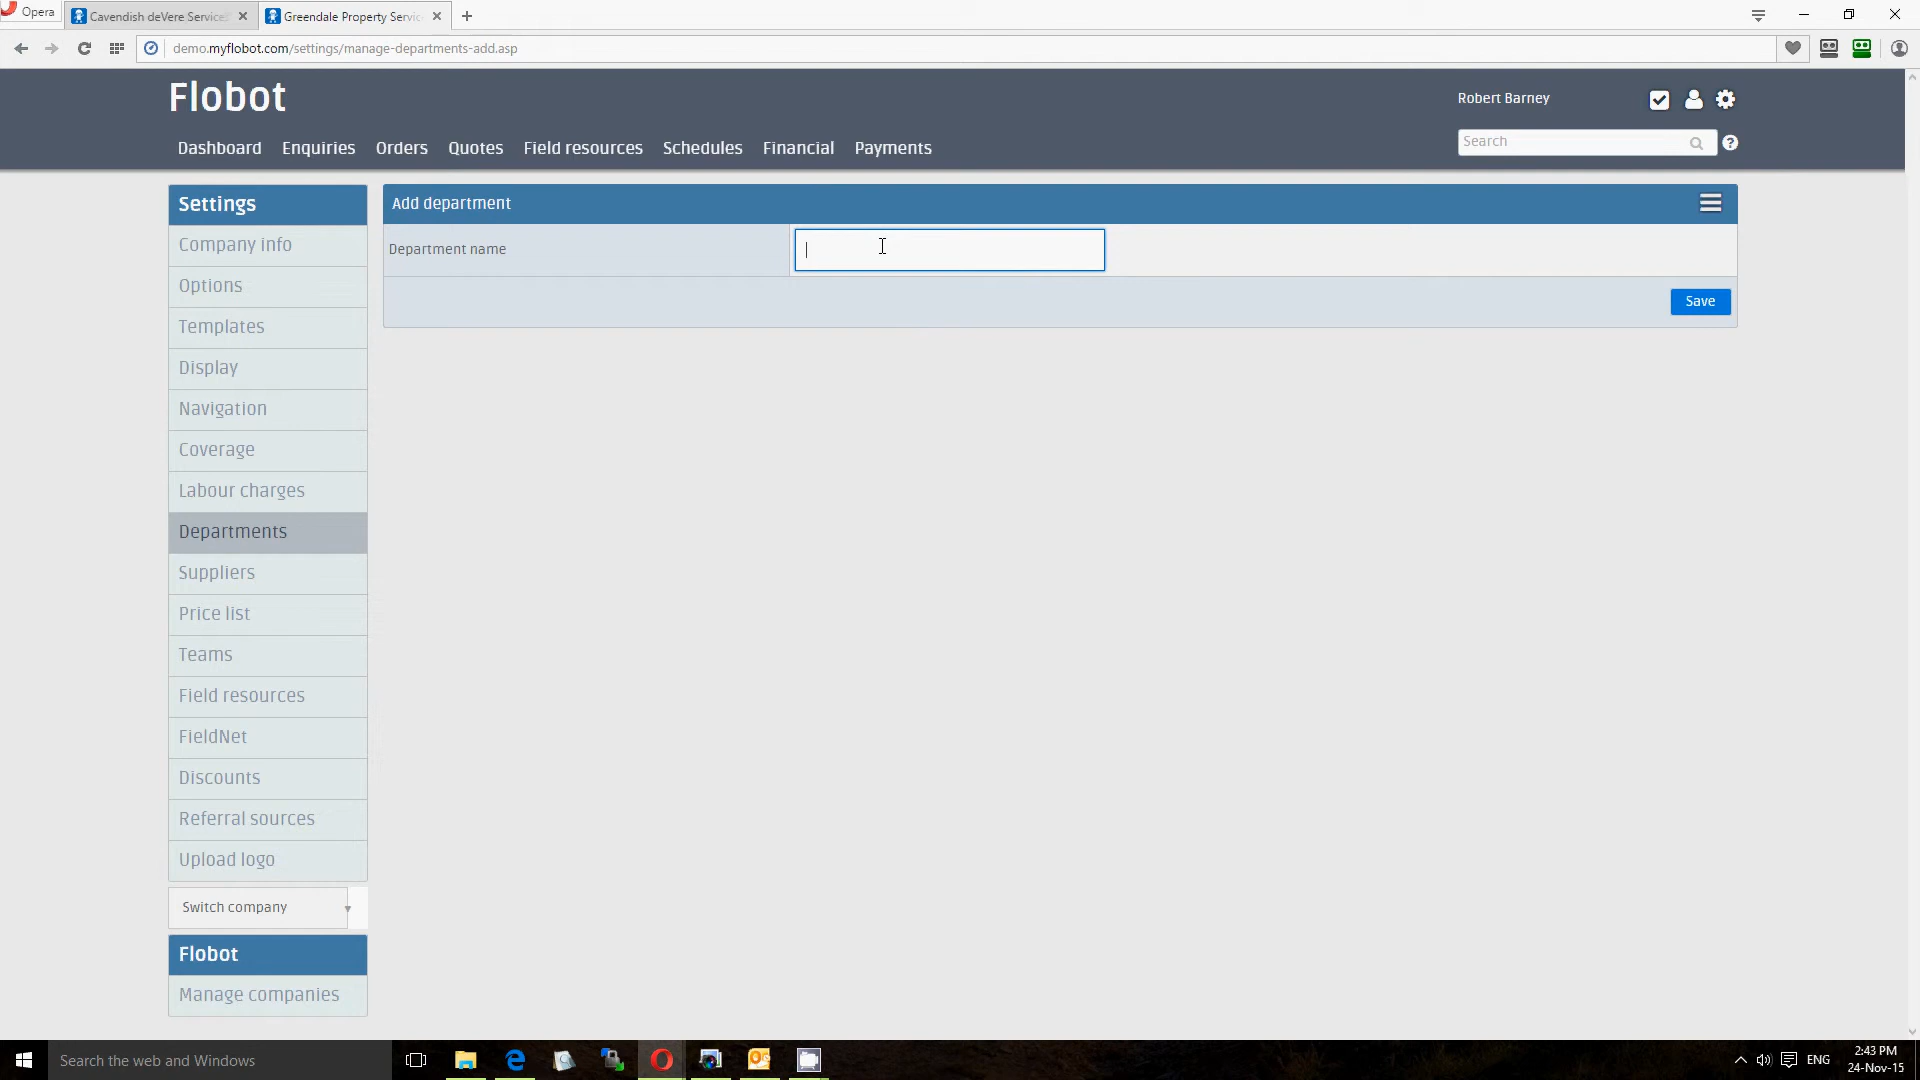 Opera
Cavendish deVere Service
Greendale Property Servic
demo.myflobot.com/settings/manage-departments-add.asp
Flobot
Robert Barney
Dashboard Enquiries Orders Quotes Field resources Schedules Financial Payments
Search
Settings
Company info
Options
Templates
Display
Navigation
Coverage
Labour charges
Departments
Suppliers
Price list
Teams
Field resources
FieldNet
Discounts
Referral sources
Upload logo
Switch company
Flobot
Manage companies
Add department
Department name
Save
Search the web and Windows
ENG
2:43 PM
24-Nov-15